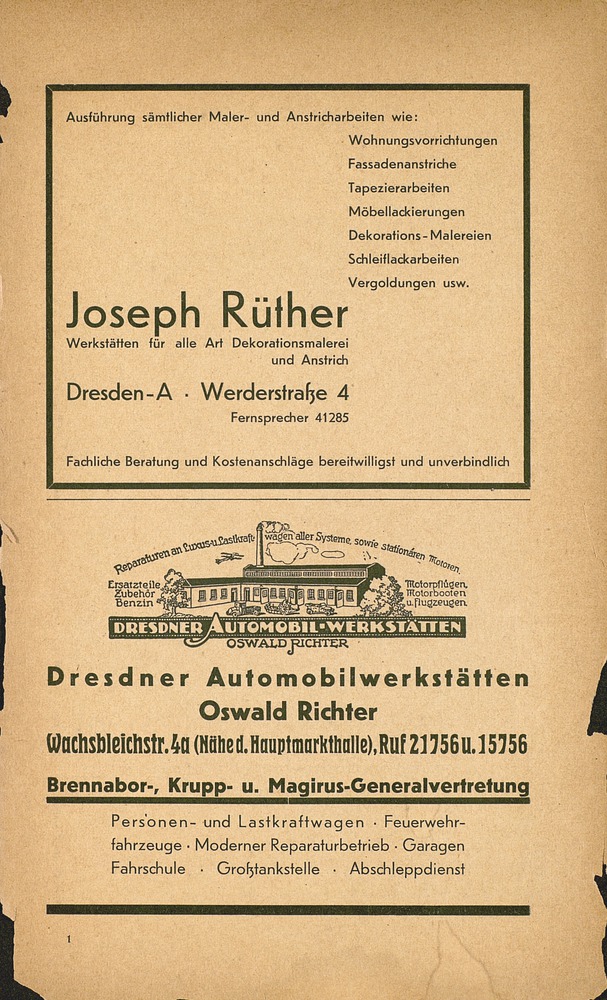 Ausführung sämtlicher Maler- und Anstricharbeiten wie:
Wohnungsvorrichtungen
Fassadenanstriche
Tapezierarbeiten
Möbellackierungen
Dekorations-Malereien
Schleiflackarbeiten
Vergoldungen usw.
Joseph Rüther
Werkstätten für alle Art Dekorationsmalerei
und Anstrich
Dresden-A · Werderstraße 4
Fernsprecher 41285
Fachliche Beratung und Kostenanschläge bereitwilligst und unverbindlich
Reparaturen an Luxus-u.Lastkraftwagen aller Systeme, sowie stationären Motoren,
Ersatzteile
Zubehör
Benzin
Motorpflügen,
Motorbooten
u. Flugzeugen.
DRESDNER AUTOMOBIL-WERKSTÄTTEN
OSWALD RICHTER
Dresdner Automobilwerkstätten
Oswald Richter
Wachsbleichstr. 4a (Nähe d. Hauptmarkthalle), Ruf 21756 u. 15756
Brennabor-, Krupp- u. Magirus-Generalvertretung
Personen- und Lastkraftwagen · Feuerwehr-
fahrzeuge · Moderner Reparaturbetrieb · Garagen
Fahrschule · Großtankstelle · Abschleppdienst
1